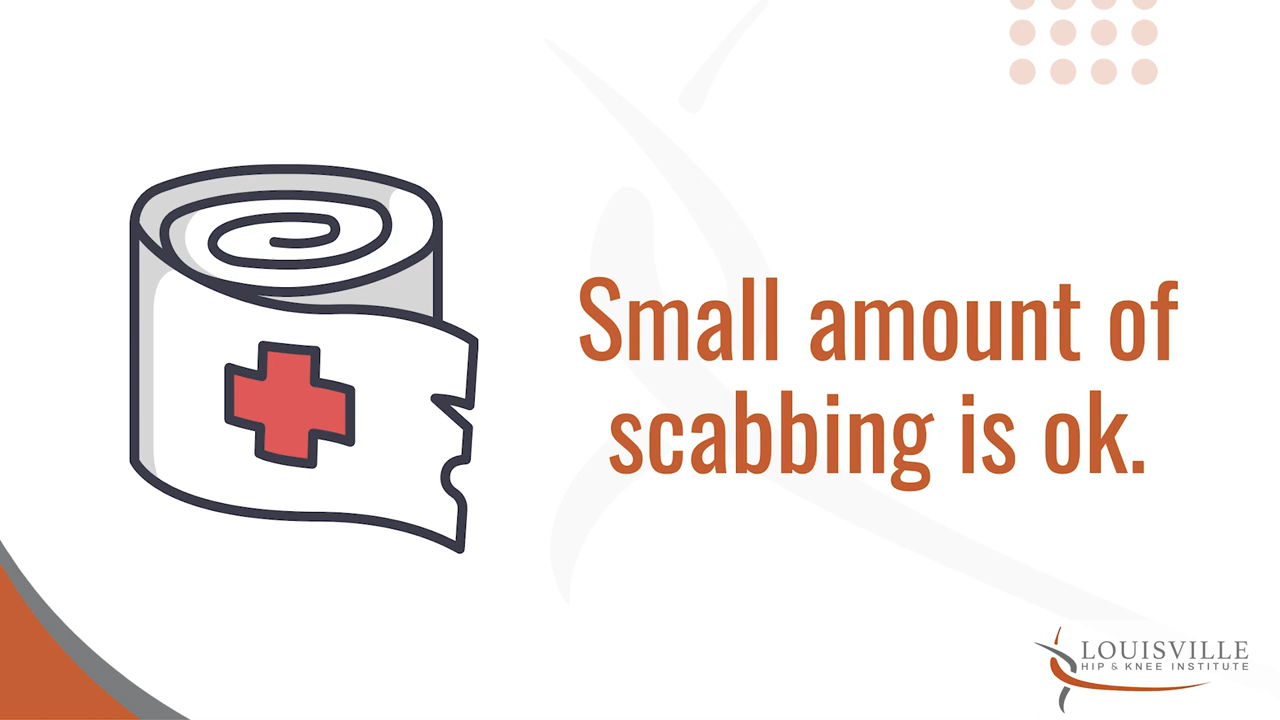 Small amount of
scabbing is ok.
LOUISVILLE
HIP & KNEE INSTITUTE